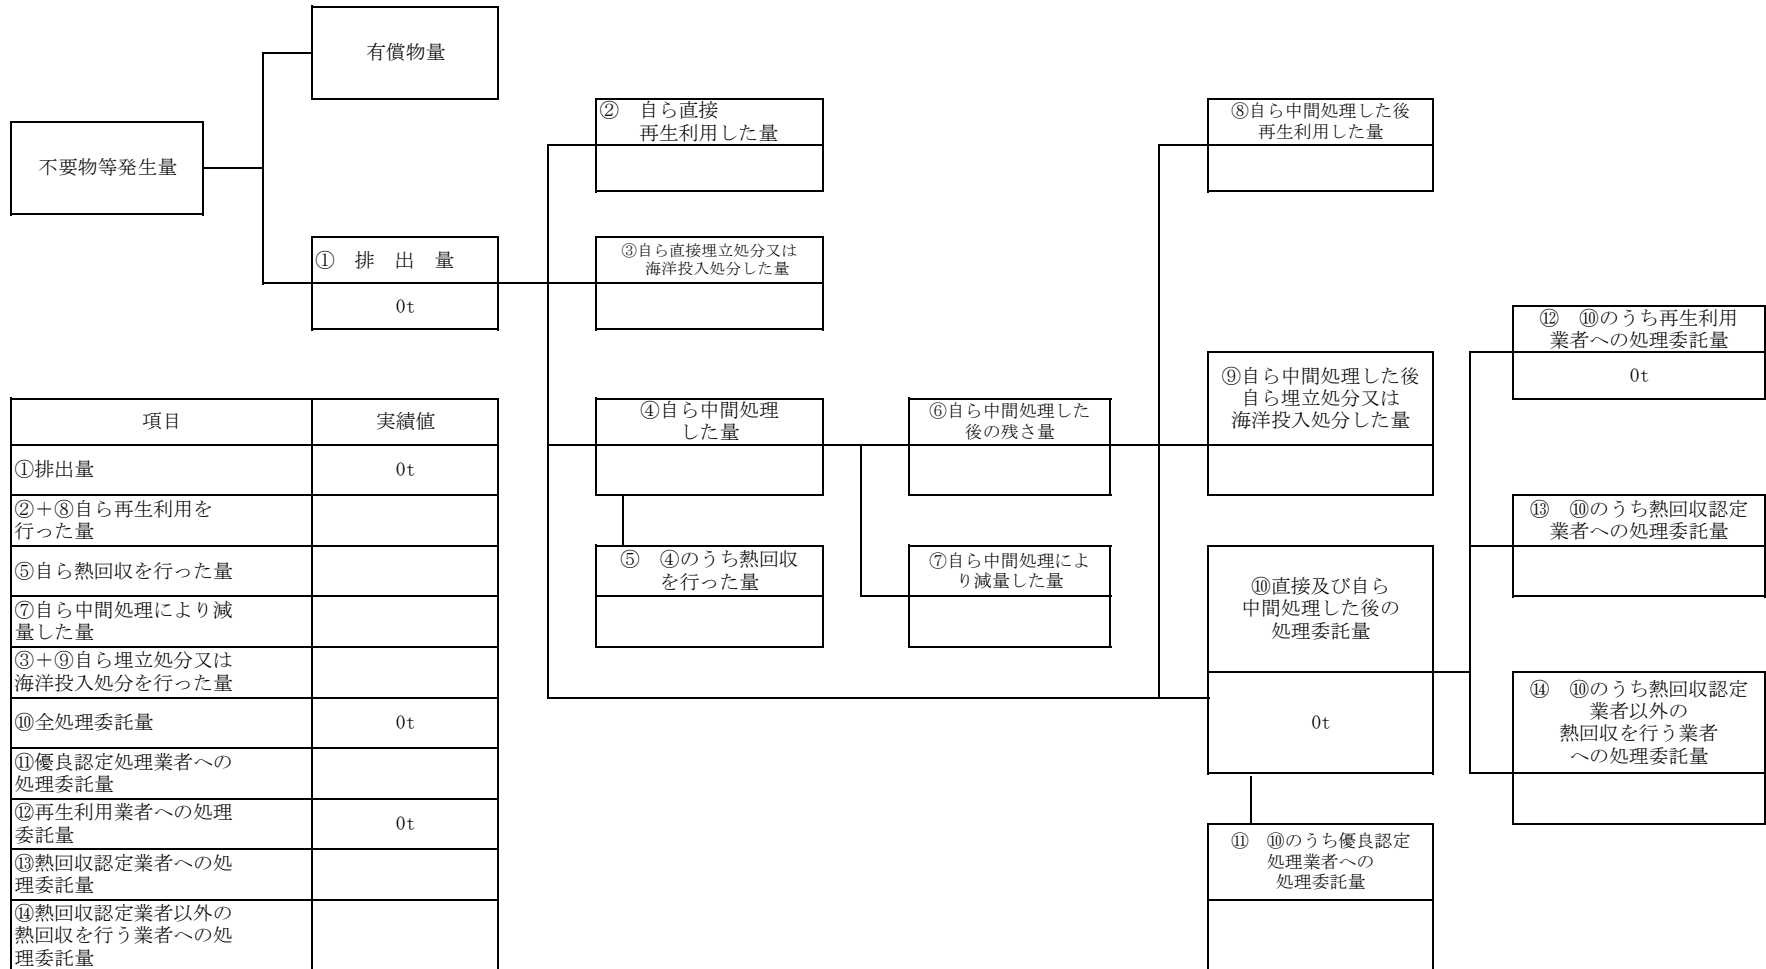 有償物量
不要物等発生量
①　排　出　量
0t
②　自ら直接
再生利用した量
③自ら直接埋立処分又は
海洋投入処分した量
④自ら中間処理
した量
⑤　④のうち熱回収
を行った量
⑥自ら中間処理した
後の残さ量
⑦自ら中間処理によ
り減量した量
⑧自ら中間処理した後
再生利用した量
⑨自ら中間処理した後
自ら埋立処分又は
海洋投入処分した量
⑩直接及び自ら
中間処理した後の
処理委託量
0t
⑪　⑩のうち優良認定
処理業者への
処理委託量
⑫　⑩のうち再生利用
業者への処理委託量
0t
⑬　⑩のうち熱回収認定
業者への処理委託量
⑭　⑩のうち熱回収認定
業者以外の
熱回収を行う業者
への処理委託量
項目　実績値
①排出量　0t
②＋⑧自ら再生利用を
行った量
⑤自ら熱回収を行った量
⑦自ら中間処理により減
量した量
③＋⑨自ら埋立処分又は
海洋投入処分を行った量
⑩全処理委託量　0t
⑪優良認定処理業者への
処理委託量
⑫再生利用業者への処理
委託量　0t
⑬熱回収認定業者への処
理委託量
⑭熱回収認定業者以外の
熱回収を行う業者への処
理委託量